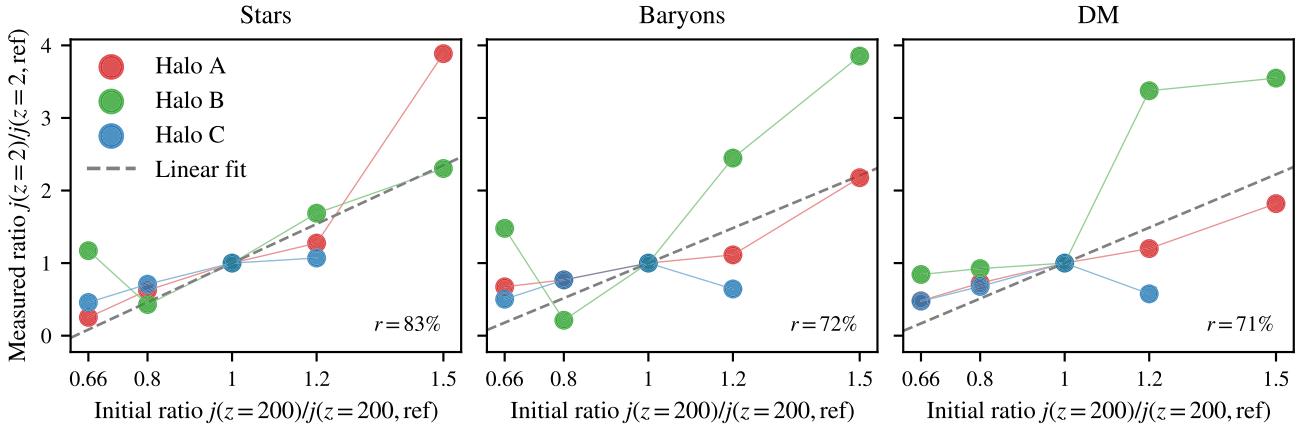 Stars
Baryons
DM
Measured ratio j(z = 2)/j(z = 2, ref)
4
3
2
1
0
Halo A
Halo B
Halo C
Linear fit
r = 83%
r = 72%
r = 71%
0.66 0.8 1 1.2 1.5
0.66 0.8 1 1.2 1.5
0.66 0.8 1 1.2 1.5
Initial ratio j(z = 200)/j(z = 200, ref)
Initial ratio j(z = 200)/j(z = 200, ref)
Initial ratio j(z = 200)/j(z = 200, ref)